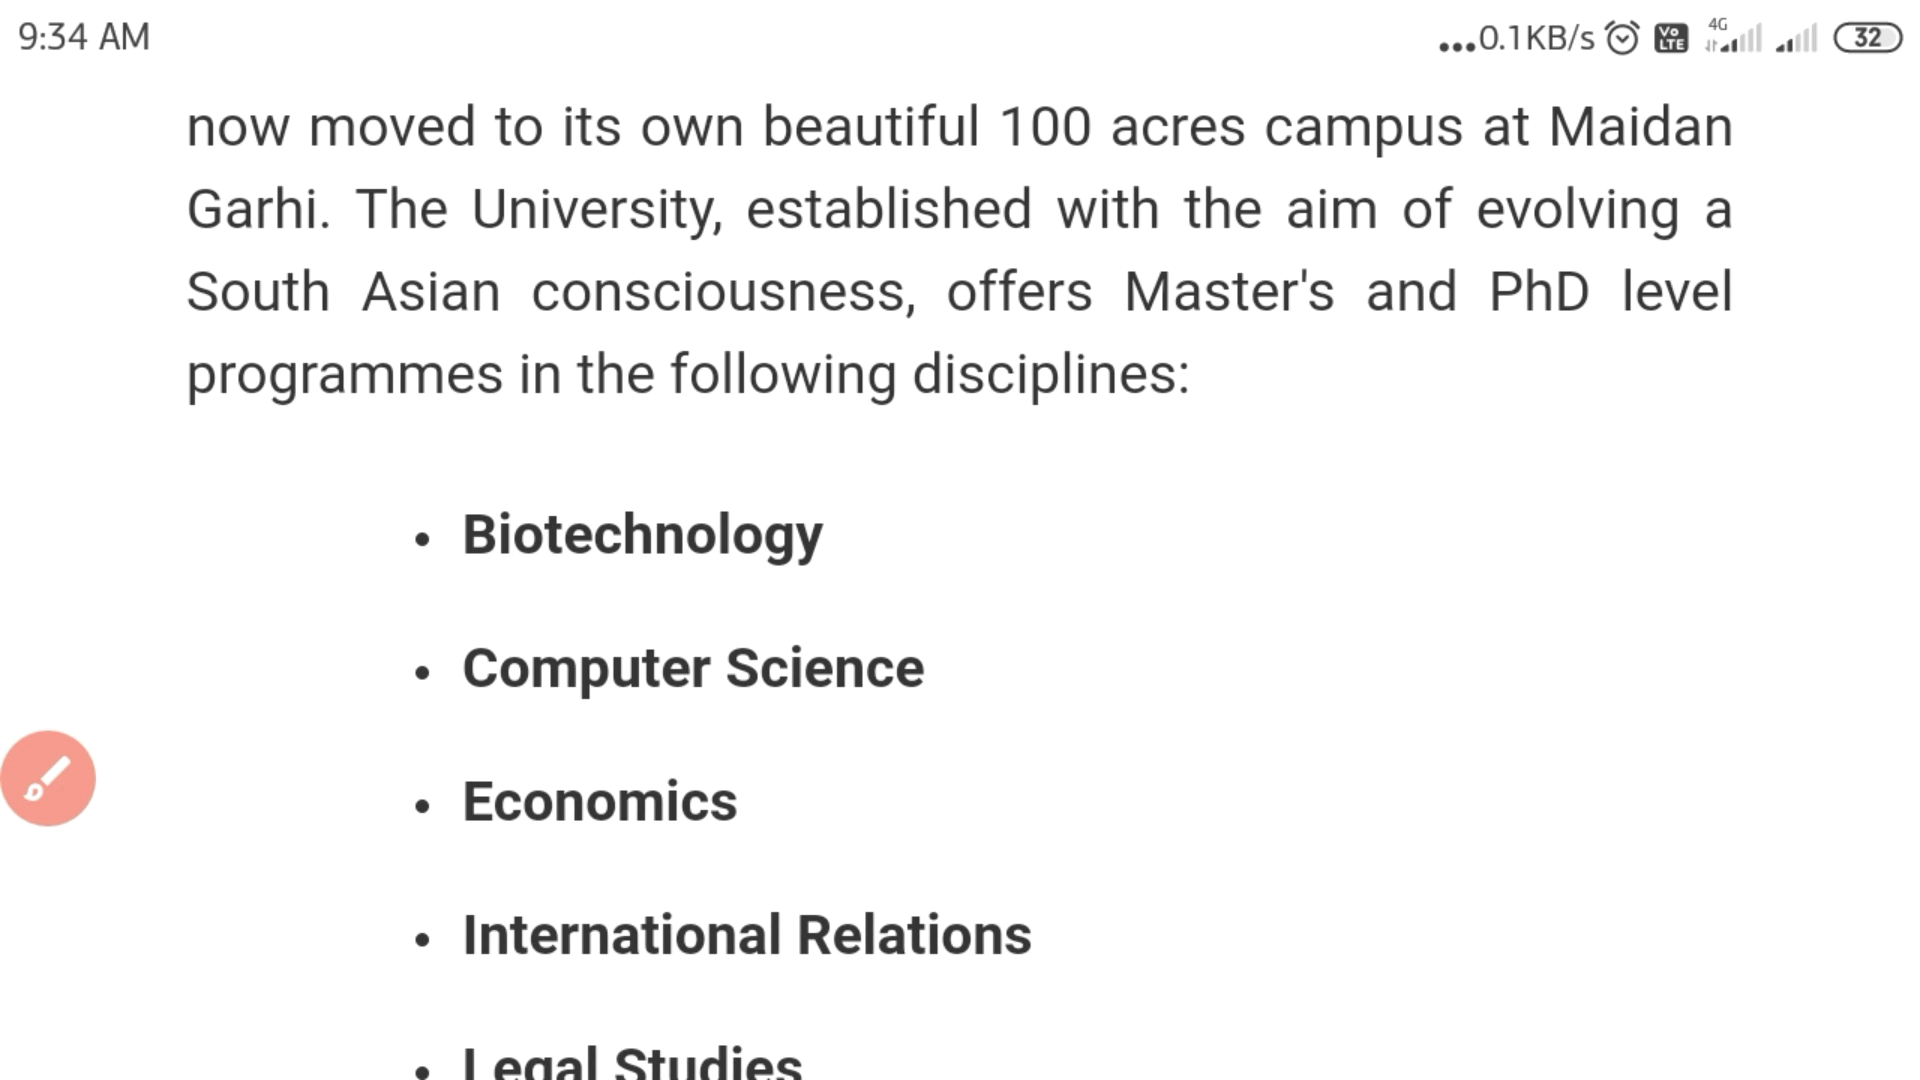 9:34 AM
...0.1KB/s Vo LTE 4G 32
now moved to its own beautiful 100 acres campus at Maidan
Garhi. The University, established with the aim of evolving a
South Asian consciousness, offers Master's and PhD level
programmes in the following disciplines:
• Biotechnology
• Computer Science
• Economics
• International Relations
• Legal Studies